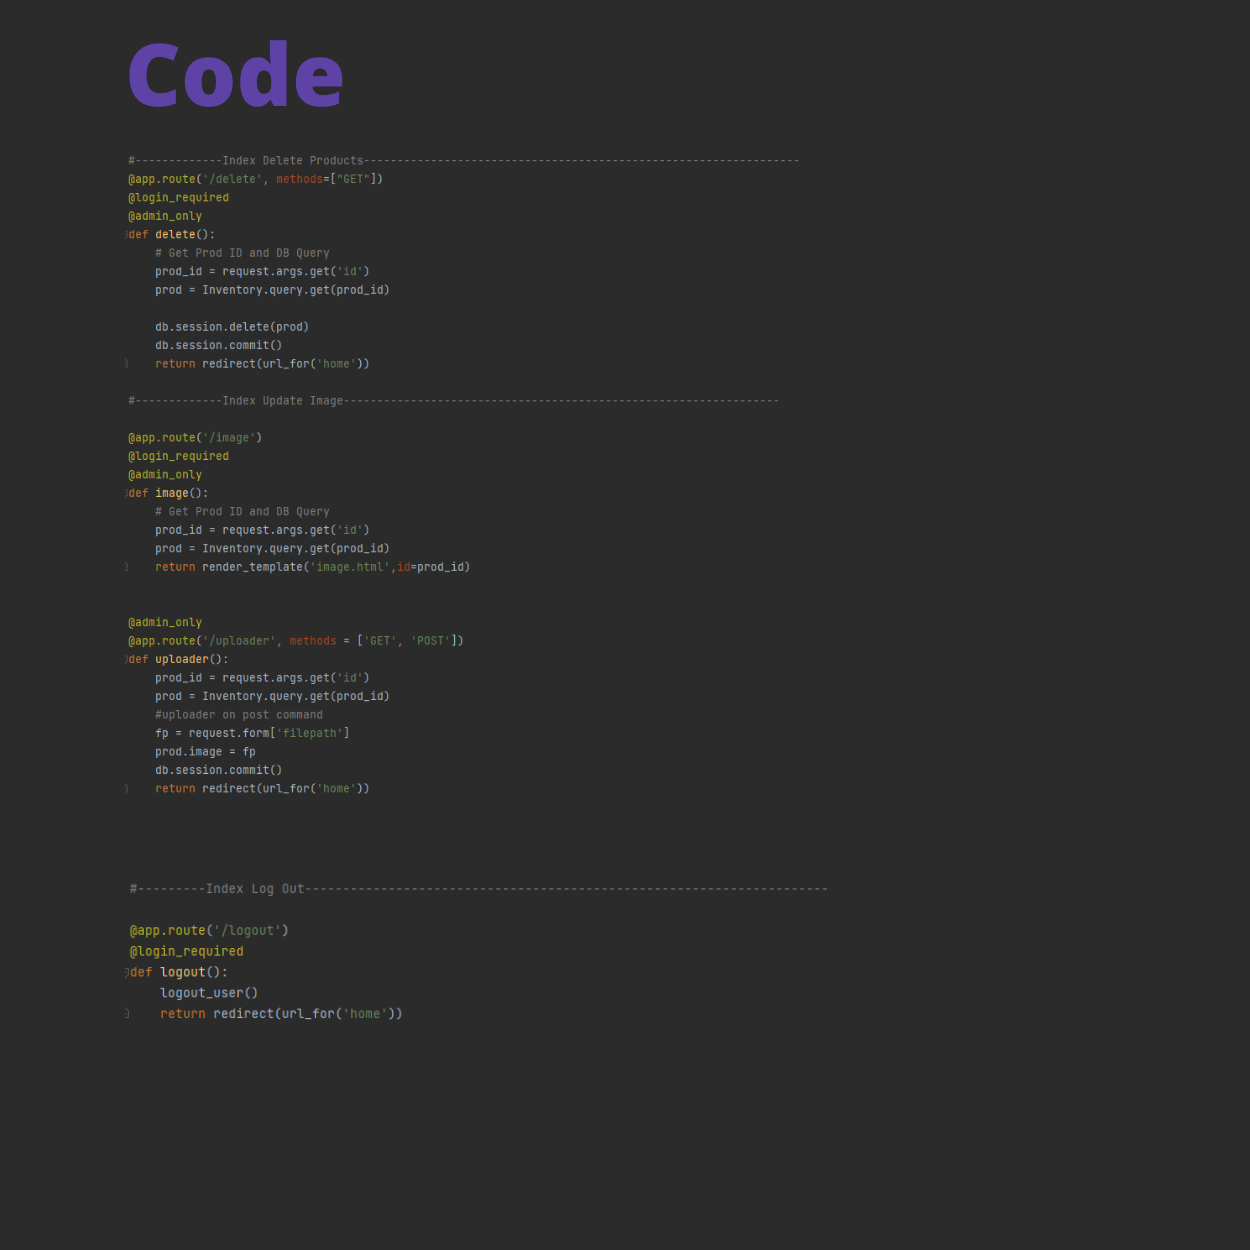 Code
#-------------Index Delete Products-----------------------------------------------------------------
@app.route('/delete', methods=["GET"])
@login_required
@admin_only
def delete():
    # Get Prod ID and DB Query
    prod_id = request.args.get('id')
    prod = Inventory.query.get(prod_id)
    db.session.delete(prod)
    db.session.commit()
    return redirect(url_for('home'))
#-------------Index Update Image-----------------------------------------------------------------
@app.route('/image')
@login_required
@admin_only
def image():
    # Get Prod ID and DB Query
    prod_id = request.args.get('id')
    prod = Inventory.query.get(prod_id)
    return render_template('image.html',id=prod_id)
@admin_only
@app.route('/uploader', methods = ['GET', 'POST'])
def uploader():
    prod_id = request.args.get('id')
    prod = Inventory.query.get(prod_id)
    #uploader on post command
    fp = request.form['filepath']
    prod.image = fp
    db.session.commit()
    return redirect(url_for('home'))
#---------Index Log Out---------------------------------------------------------------------
@app.route('/logout')
@login_required
def logout():
    logout_user()
    return redirect(url_for('home'))